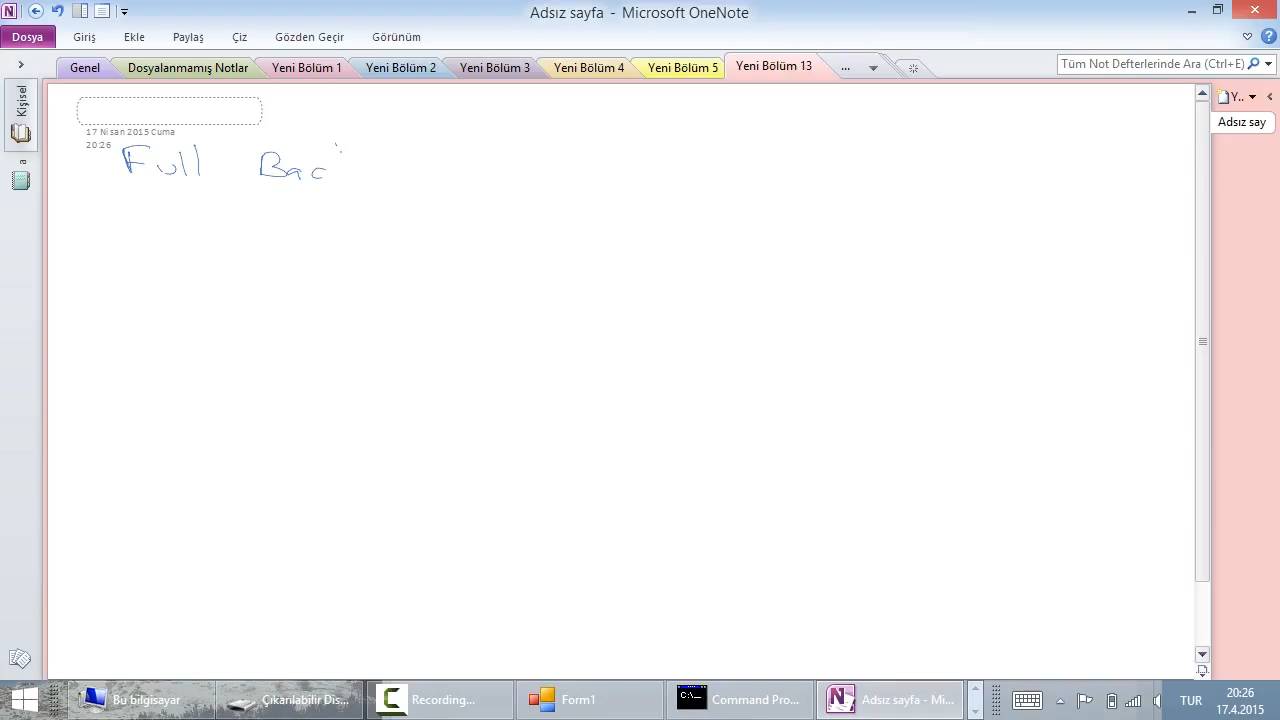 Adsız sayfa - Microsoft OneNote
Dosya Giriş Ekle Paylaş Çiz Gözden Geçir Görünüm
Genel Dosyalanmamış Notlar Yeni Bölüm 1 Yeni Bölüm 2 Yeni Bölüm 3 Yeni Bölüm 4 Yeni Bölüm 5 Yeni Bölüm 13 ... Tüm Not Defterlerinde Ara (Ctrl+E)
Kişisel
a
Y..
Adsız say
17 Nisan 2015 Cuma
20:26
Full Bac
Bu bilgisayar Çıkarılabilir Dis... Recording... Form1 Command Pro... Adsız sayfa - Mi... TUR 20:26
17.4.2015